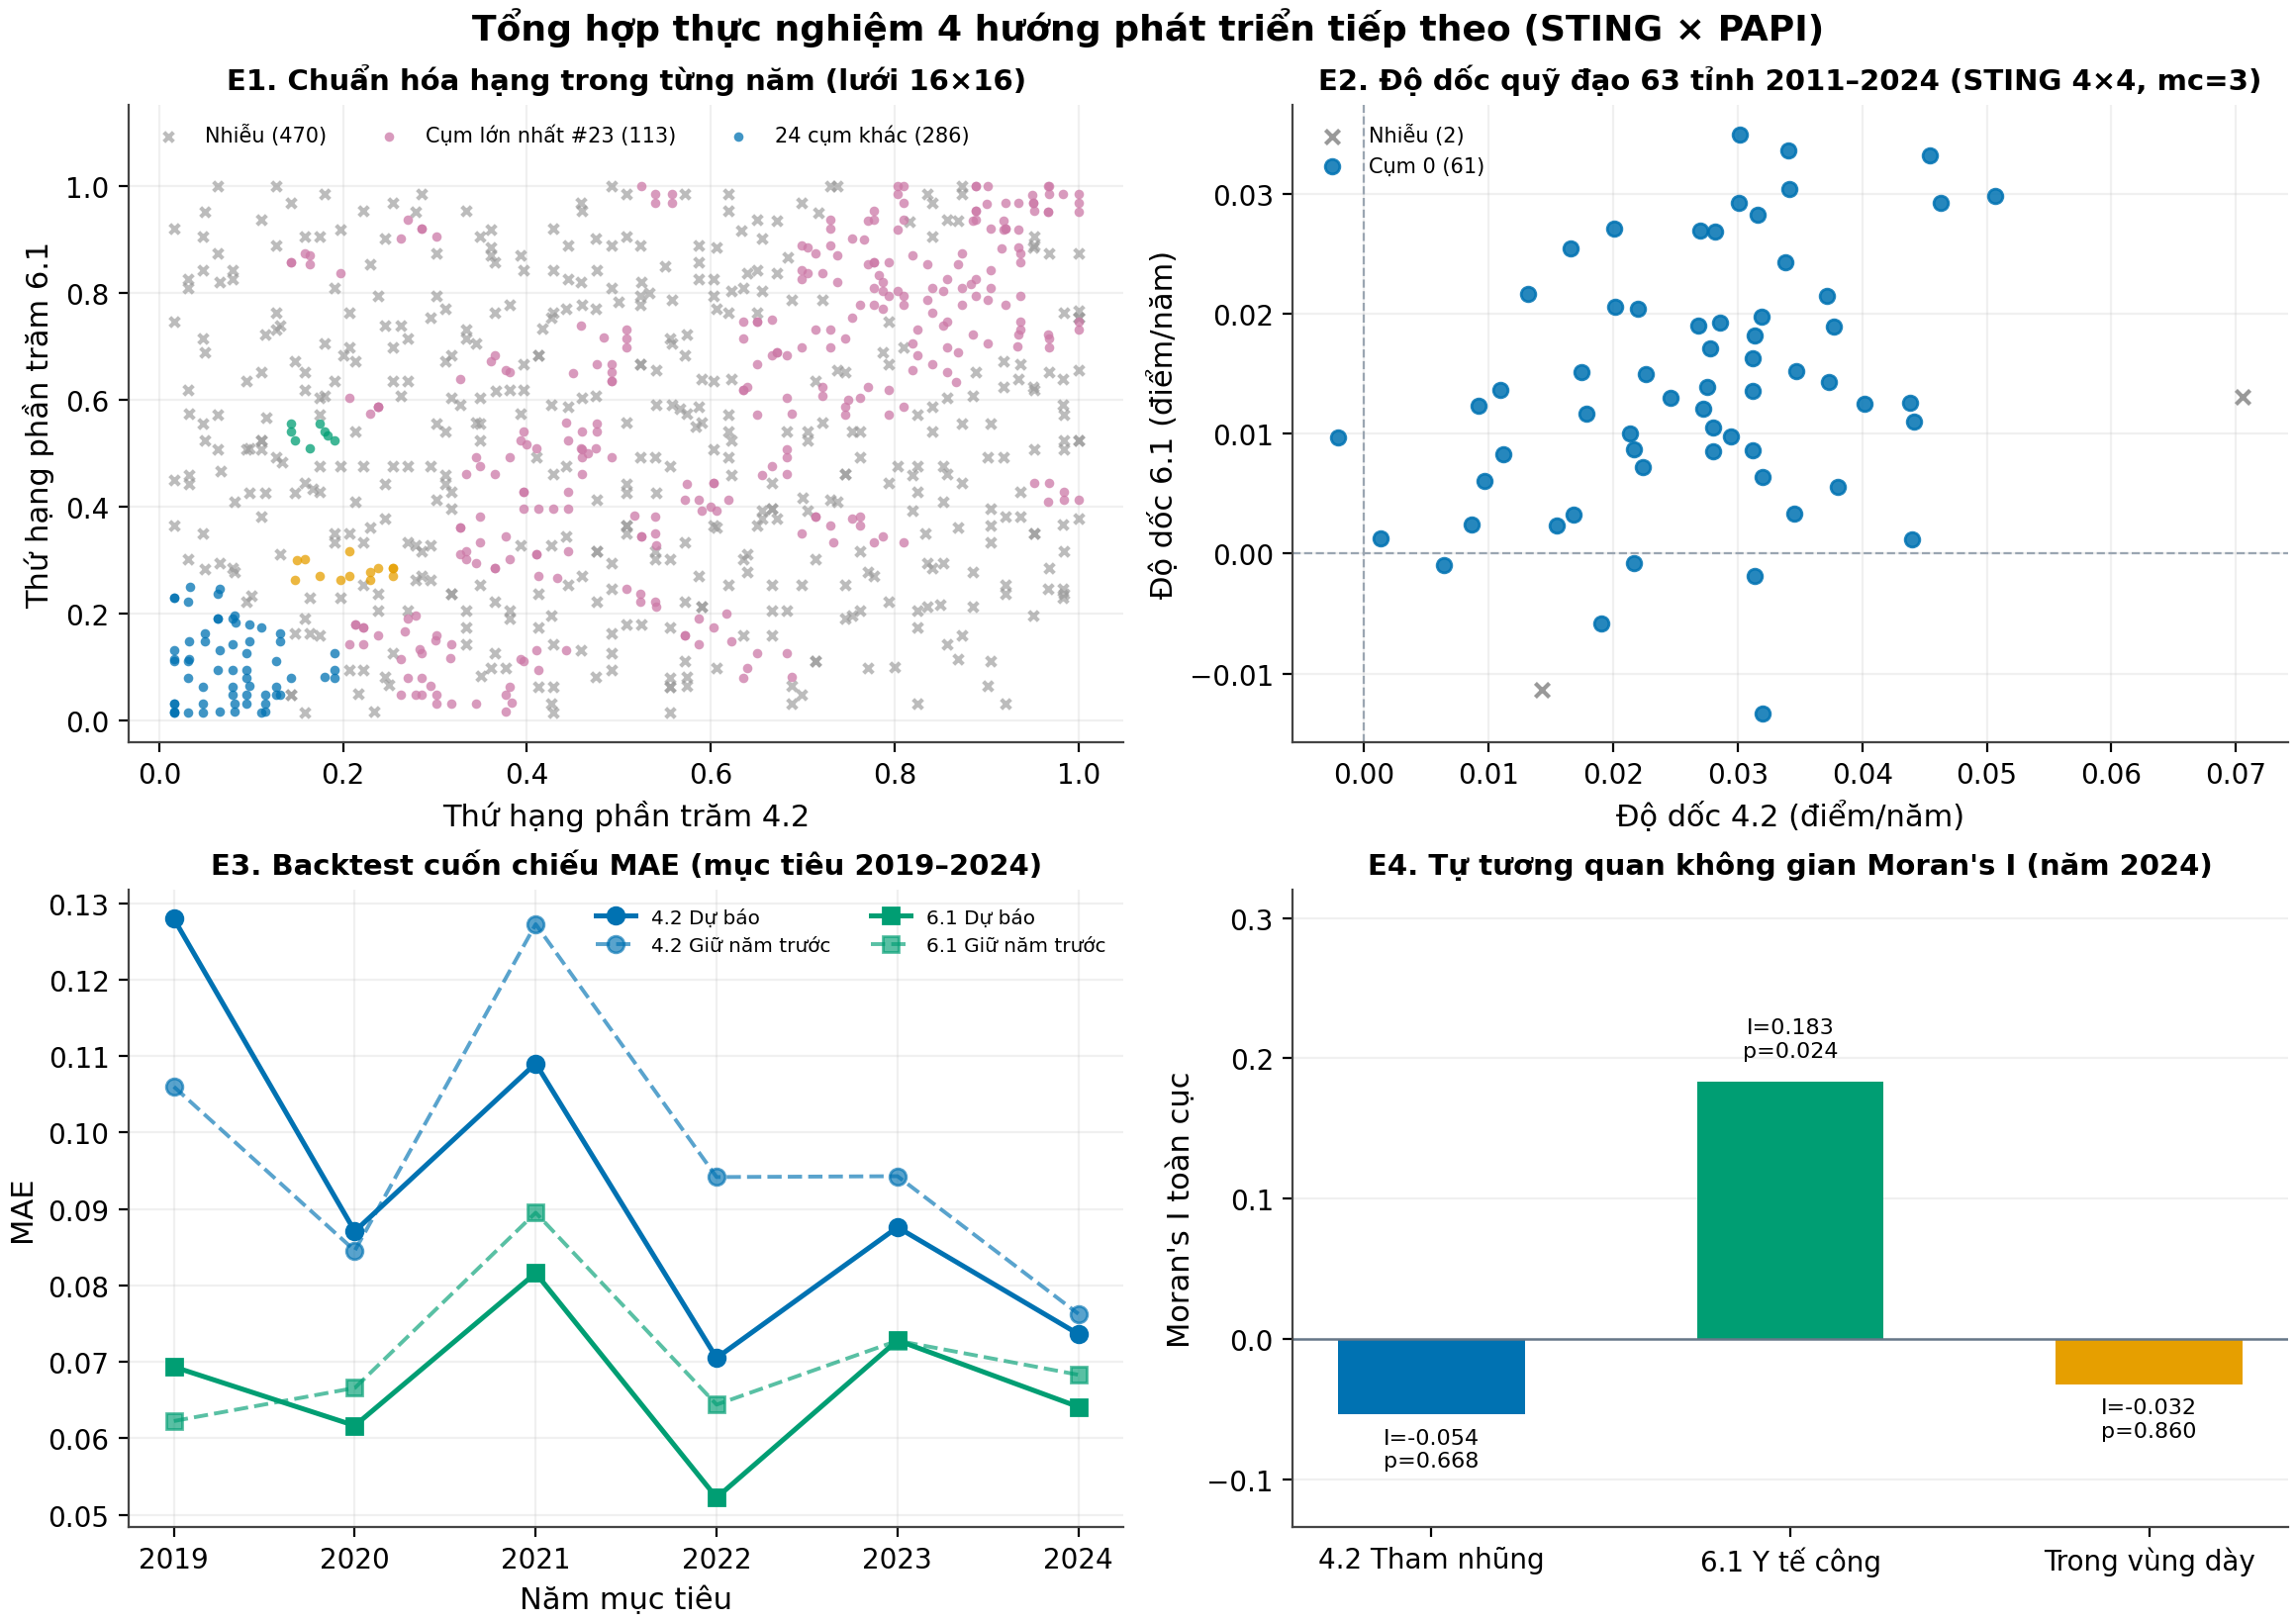 Tổng hợp thực nghiệm 4 hướng phát triển tiếp theo (STING × PAPI)
E1. Chuẩn hóa hạng trong từng năm (lưới 16×16)
Nhiễu (470)
Cụm lớn nhất #23 (113)
24 cụm khác (286)
Thứ hạng phần trăm 6.1
1.0
0.8
0.6
0.4
0.2
0.0
0.0
0.2
0.4
0.6
0.8
1.0
Thứ hạng phần trăm 4.2
E2. Độ dốc quỹ đạo 63 tỉnh 2011–2024 (STING 4×4, mc=3)
Nhiễu (2)
Cụm 0 (61)
Độ dốc 6.1 (điểm/năm)
0.03
0.02
0.01
0.00
−0.01
0.00
0.01
0.02
0.03
0.04
0.05
0.06
0.07
Độ dốc 4.2 (điểm/năm)
E3. Backtest cuốn chiếu MAE (mục tiêu 2019–2024)
4.2 Dự báo
4.2 Giữ năm trước
6.1 Dự báo
6.1 Giữ năm trước
MAE
0.13
0.12
0.11
0.10
0.09
0.08
0.07
0.06
0.05
2019
2020
2021
2022
2023
2024
Năm mục tiêu
E4. Tự tương quan không gian Moran's I (năm 2024)
Moran's I toàn cục
0.3
0.2
0.1
0.0
−0.1
I=-0.054
p=0.668
I=0.183
p=0.024
I=-0.032
p=0.860
4.2 Tham nhũng
6.1 Y tế công
Trong vùng dày